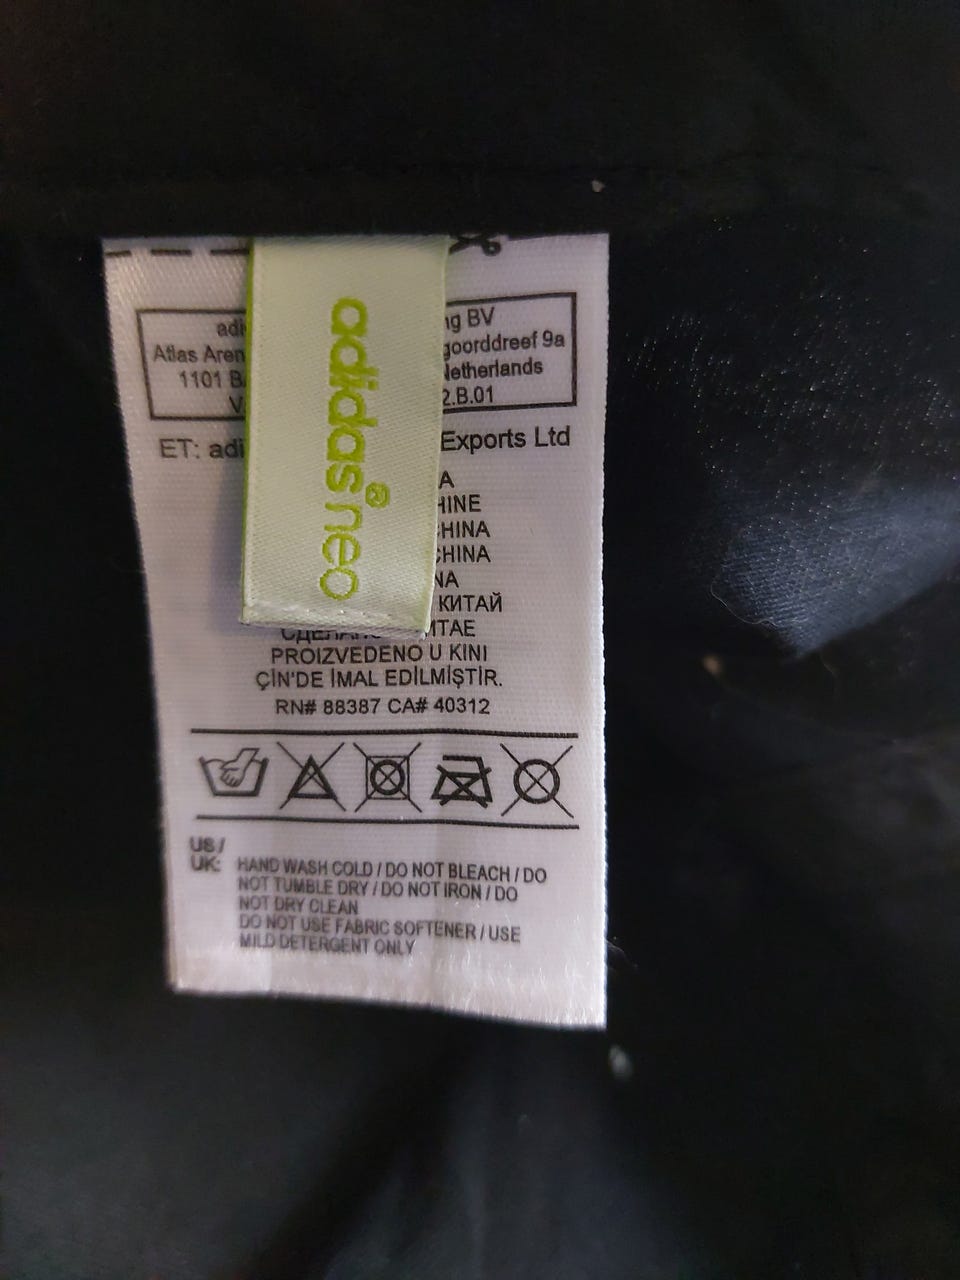 adidas® neo
ng BV
Atlas Aren goorddreef 9a
1101 B Netherlands
V 2.B.01
ET: adi Exports Ltd
A
HINE
CHINA
CHINA
NA
КИТАЙ
СДЕЛАНО ИТАЕ
PROIZVEDENO U KINI
ÇİN'DE İMAL EDİLMİŞTİR.
RN# 88387 CA# 40312
US/
UK: HAND WASH COLD / DO NOT BLEACH / DO
NOT TUMBLE DRY / DO NOT IRON / DO
NOT DRY CLEAN
DO NOT USE FABRIC SOFTENER / USE
MILD DETERGENT ONLY